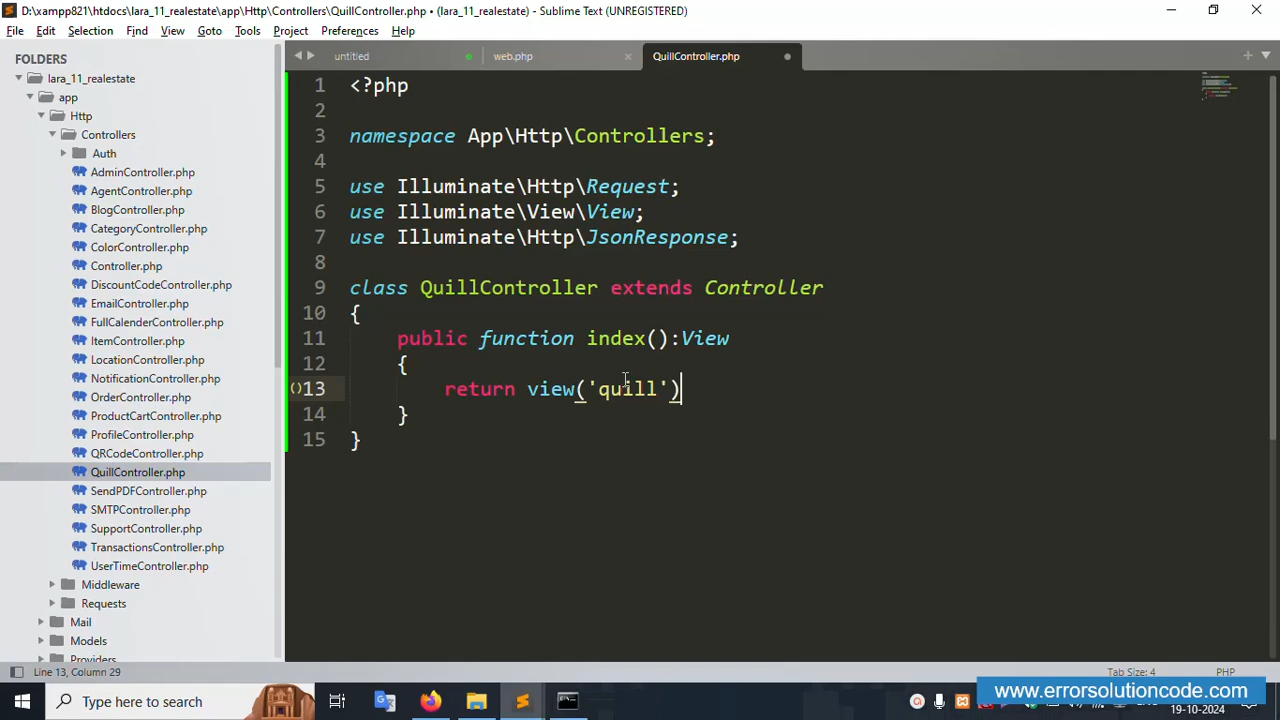 D:\xampp821\htdocs\lara_11_realestate\app\Http\Controllers\QuillController.php • (lara_11_realestate) - Sublime Text (UNREGISTERED)
File Edit Selection Find View Goto Tools Project Preferences Help
FOLDERS
lara_11_realestate
app
Http
Controllers
Auth
AdminController.php
AgentController.php
BlogController.php
CategoryController.php
ColorController.php
Controller.php
DiscountCodeController.php
EmailController.php
FullCalenderController.php
ItemController.php
LocationController.php
NotificationController.php
OrderController.php
ProductCartController.php
ProfileController.php
QRCodeController.php
QuillController.php
SendPDFController.php
SMTPController.php
SupportController.php
TransactionsController.php
UserTimeController.php
Middleware
Requests
Mail
Models
Providers
untitled web.php QuillController.php
1 <?php
2
3 namespace App\Http\Controllers;
4
5 use Illuminate\Http\Request;
6 use Illuminate\View\View;
7 use Illuminate\Http\JsonResponse;
8
9 class QuillController extends Controller
10 {
11 public function index():View
12 {
13 return view('quill')
14 }
15 }
Line 13, Column 29 Tab Size: 4 PHP
Type here to search
www.errorsolutioncode.com
19-10-2024